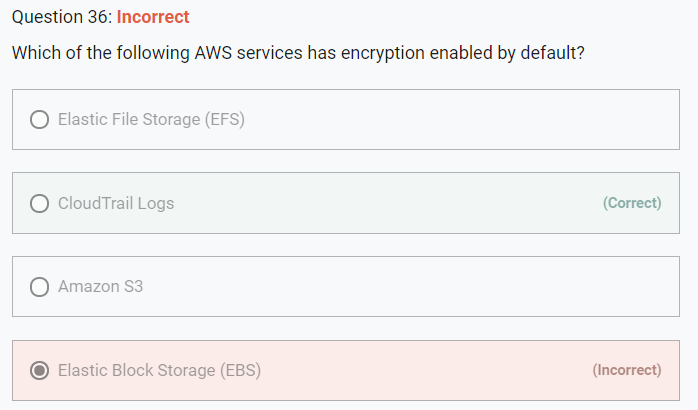 Question 36: Incorrect
Which of the following AWS services has encryption enabled by default?
Elastic File Storage (EFS)
CloudTrail Logs (Correct)
Amazon S3
Elastic Block Storage (EBS) (Incorrect)